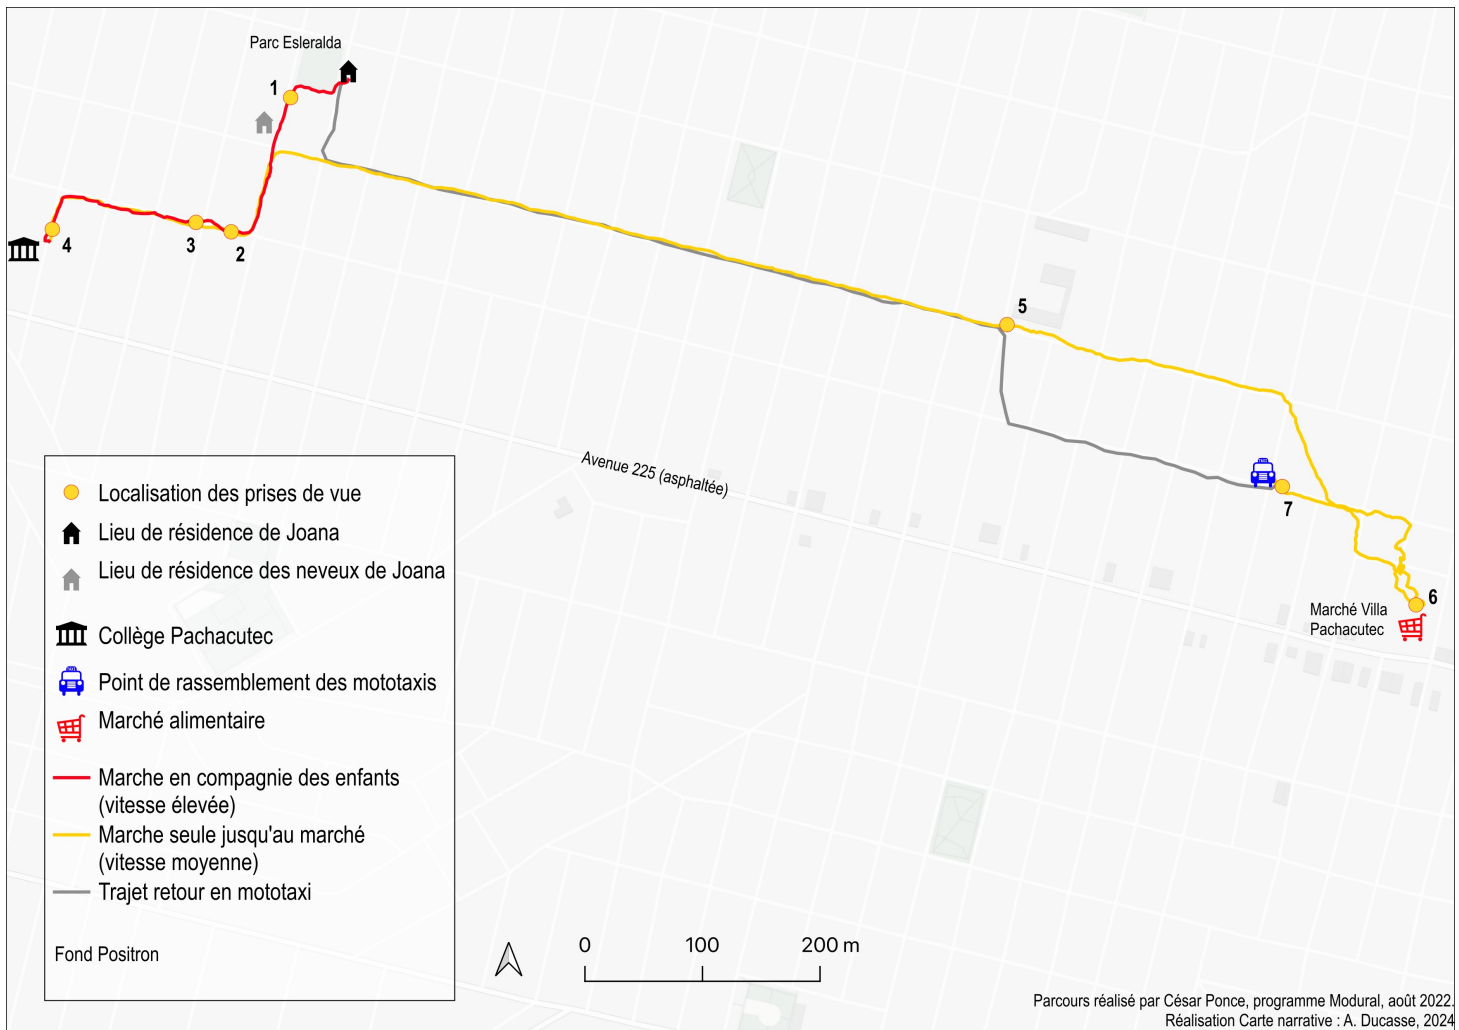 Parc Esleralda
1
4
3
2
5
Avenue 225 (asphaltée)
7
6
Marché Villa
Pachacutec
Localisation des prises de vue
Lieu de résidence de Joana
Lieu de résidence des neveux de Joana
Collège Pachacutec
Point de rassemblement des mototaxis
Marché alimentaire
Marche en compagnie des enfants
(vitesse élevée)
Marche seule jusqu'au marché
(vitesse moyenne)
Trajet retour en mototaxi
Fond Positron
0 100 200 m
Parcours réalisé par César Ponce, programme Modural, août 2022.
Réalisation Carte narrative : A. Ducasse, 2024